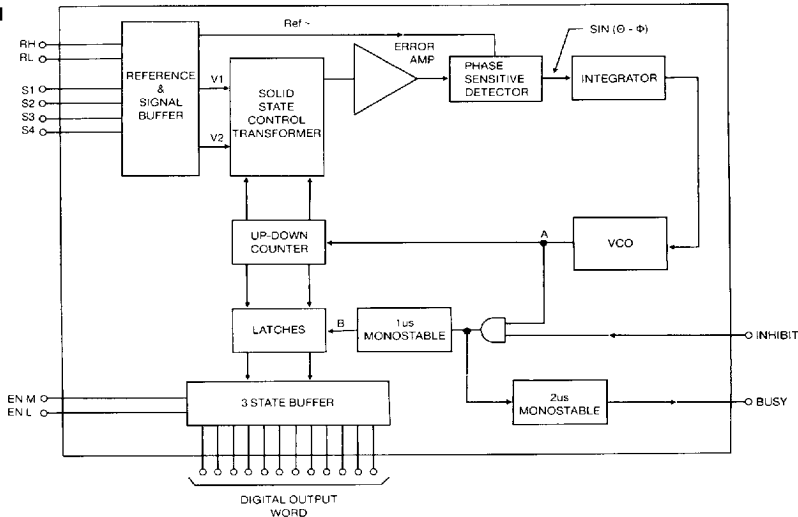 Ref ~
SIN (Θ - Φ)
RH
RL
S1
S2
S3
S4
REFERENCE
&
SIGNAL
BUFFER
V1
V2
SOLID
STATE
CONTROL
TRANSFORMER
ERROR
AMP
PHASE
SENSITIVE
DETECTOR
INTEGRATOR
UP-DOWN
COUNTER
A
VCO
LATCHES
B
1us
MONOSTABLE
INHIBIT
EN M
EN L
3 STATE BUFFER
2us
MONOSTABLE
BUSY
DIGITAL OUTPUT
WORD